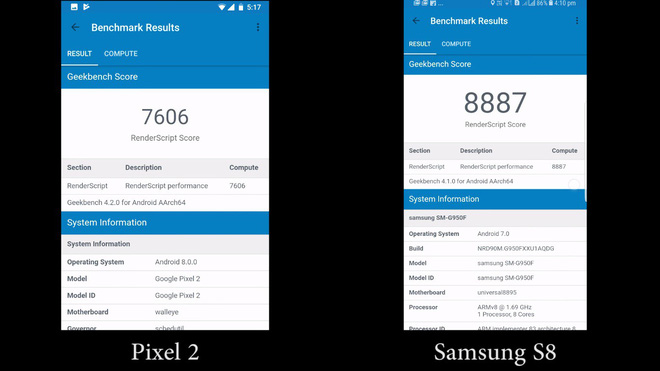 5:17
Benchmark Results
RESULT COMPUTE
Geekbench Score
7606
RenderScript Score
Section Description Compute
RenderScript RenderScript performance 7606
Geekbench 4.2.0 for Android AArch64
System Information
System Information
Operating System Android 8.0.0
Model Google Pixel 2
Model ID Google Pixel 2
Motherboard walleye
Governor schedutil
Pixel 2
86% 4:10 pm
Benchmark Results
RESULT COMPUTE
Geekbench Score
8887
RenderScript Score
Section Description Compute
RenderScript RenderScript performance 8887
Geekbench 4.1.0 for Android AArch64
System Information
samsung SM-G950F
Operating System Android 7.0
Build NRD90M.G950FXXU1AQDG
Model samsung SM-G950F
Model ID samsung SM-G950F
Motherboard universal8895
Processor ARMv8 @ 1.69 GHz
1 Processor, 8 Cores
Processor ID ARM implementer 83 architecture 8
Samsung S8